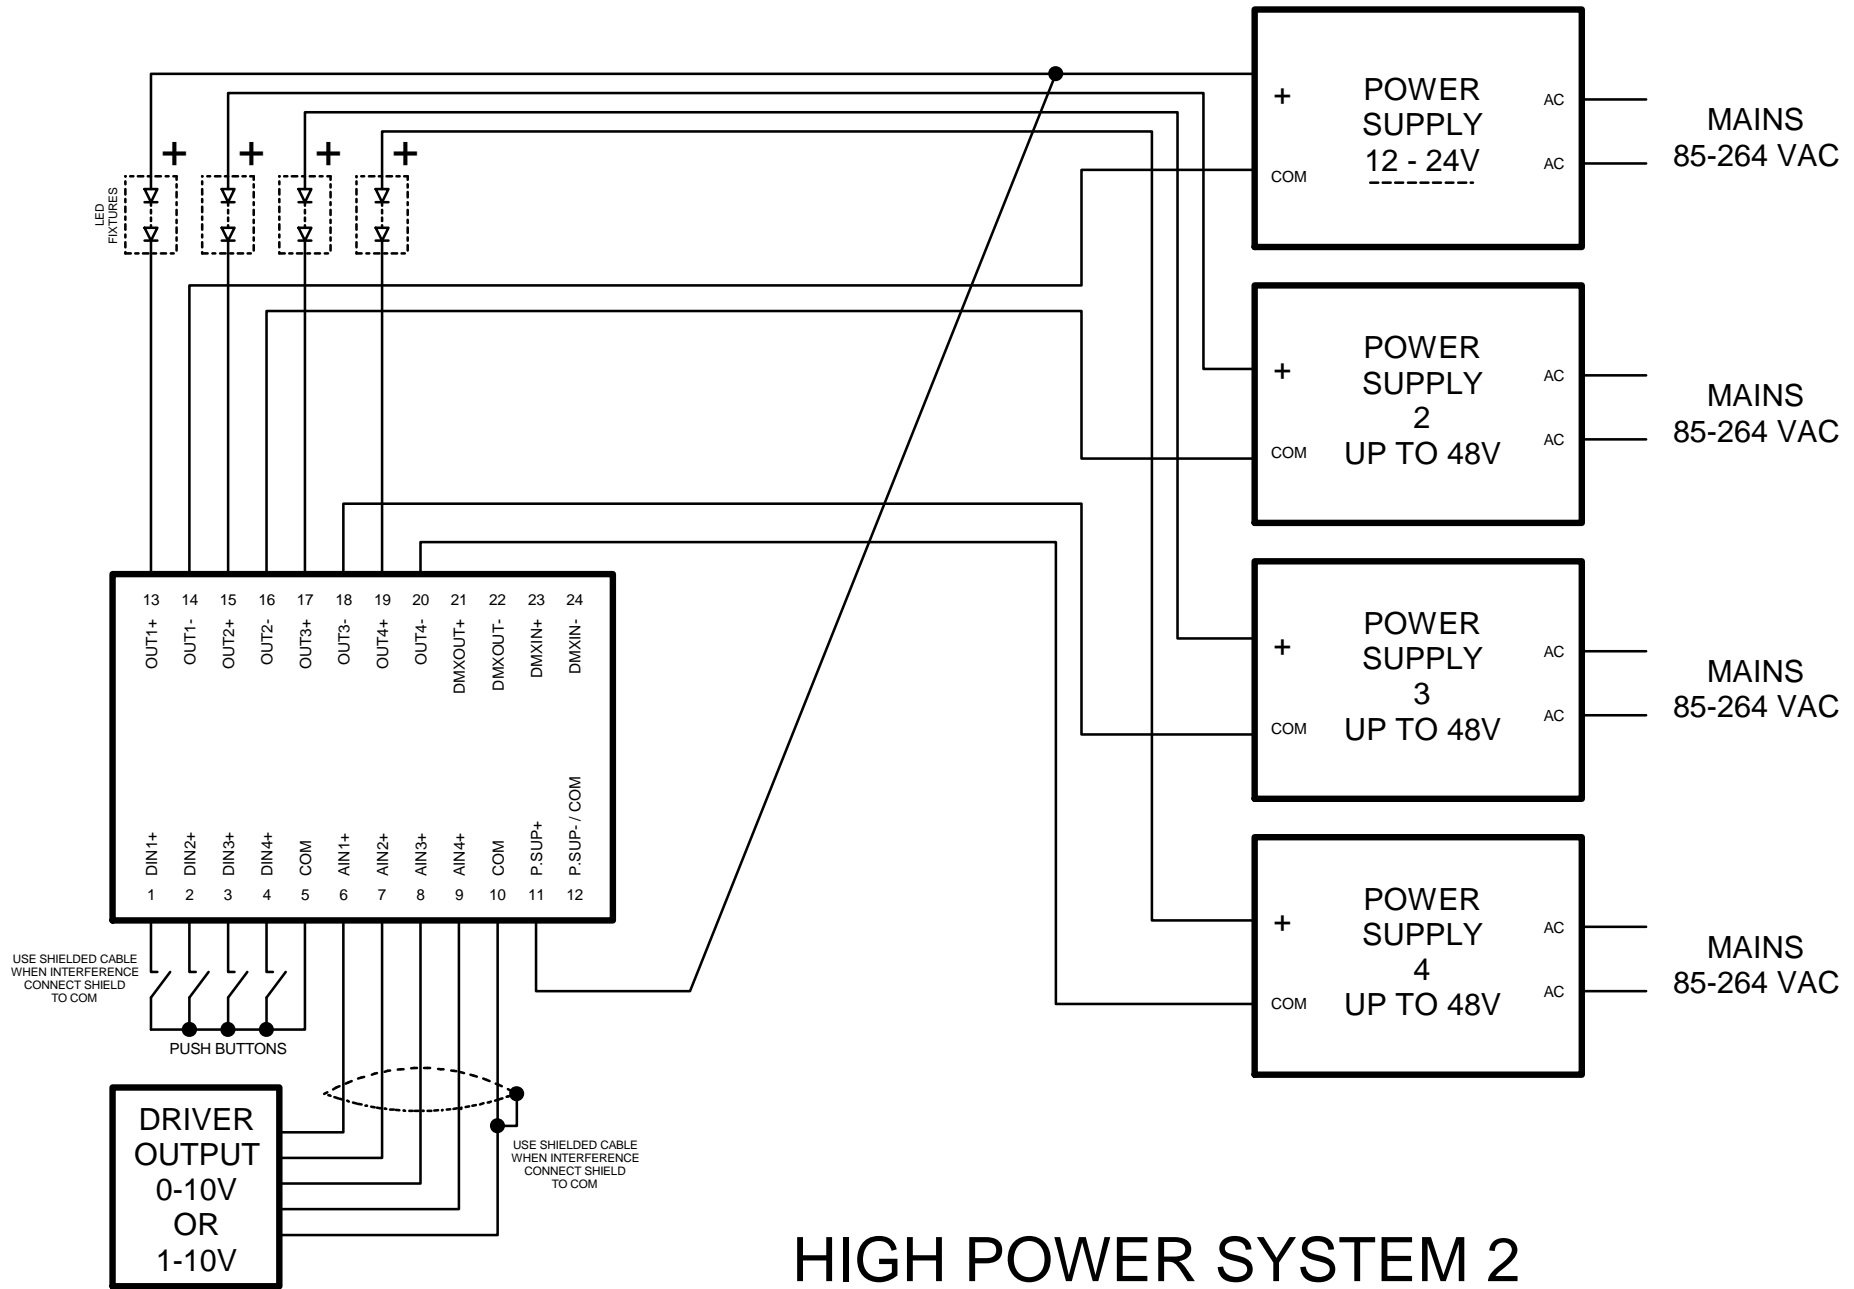 +
+
+
+
LED
FIXTURES
+
POWER
SUPPLY
12 - 24V
COM
AC
AC
MAINS
85-264 VAC
+
POWER
SUPPLY
2
UP TO 48V
COM
AC
AC
MAINS
85-264 VAC
+
POWER
SUPPLY
3
UP TO 48V
COM
AC
AC
MAINS
85-264 VAC
+
POWER
SUPPLY
4
UP TO 48V
COM
AC
AC
MAINS
85-264 VAC
13 14 15 16 17 18 19 20 21 22 23 24
OUT1+
OUT1-
OUT2+
OUT2-
OUT3+
OUT3-
OUT4+
OUT4-
DMXOUT+
DMXOUT-
DMXIN+
DMXIN-
DIN1+
DIN2+
DIN3+
DIN4+
COM
AIN1+
AIN2+
AIN3+
AIN4+
COM
P.SUP+
P.SUP- / COM
1 2 3 4 5 6 7 8 9 10 11 12
USE SHIELDED CABLE
WHEN INTERFERENCE
CONNECT SHIELD
TO COM
PUSH BUTTONS
DRIVER
OUTPUT
0-10V
OR
1-10V
USE SHIELDED CABLE
WHEN INTERFERENCE
CONNECT SHIELD
TO COM
HIGH POWER SYSTEM 2